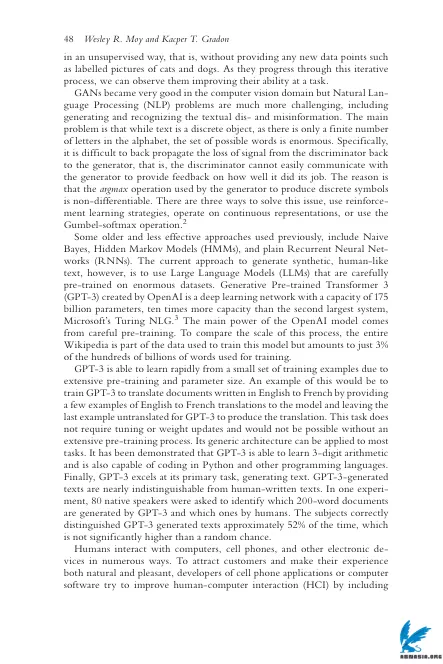 48 Wesley R. Moy and Kacper T. Gradon
in an unsupervised way, that is, without providing any new data points such
as labelled pictures of cats and dogs. As they progress through this iterative
process, we can observe them improving their ability at a task.
GANs became very good in the computer vision domain but Natural Lan-
guage Processing (NLP) problems are much more challenging, including
generating and recognizing the textual dis- and misinformation. The main
problem is that while text is a discrete object, as there is only a finite number
of letters in the alphabet, the set of possible words is enormous. Specifically,
it is difficult to back propagate the loss of signal from the discriminator back
to the generator, that is, the discriminator cannot easily communicate with
the generator to provide feedback on how well it did its job. The reason is
that the argmax operation used by the generator to produce discrete symbols
is non-differentiable. There are three ways to solve this issue, use reinforce-
ment learning strategies, operate on continuous representations, or use the
Gumbel-softmax operation.2
Some older and less effective approaches used previously, include Naive
Bayes, Hidden Markov Models (HMMs), and plain Recurrent Neural Net-
works (RNNs). The current approach to generate synthetic, human-like
text, however, is to use Large Language Models (LLMs) that are carefully
pre-trained on enormous datasets. Generative Pre-trained Transformer 3
(GPT-3) created by OpenAI is a deep learning network with a capacity of 175
billion parameters, ten times more capacity than the second largest system,
Microsoft's Turing NLG.3 The main power of the OpenAI model comes
from careful pre-training. To compare the scale of this process, the entire
Wikipedia is part of the data used to train this model but amounts to just 3%
of the hundreds of billions of words used for training.
GPT-3 is able to learn rapidly from a small set of training examples due to
extensive pre-training and parameter size. An example of this would be to
train GPT-3 to translate documents written in English to French by providing
a few examples of English to French translations to the model and leaving the
last example untranslated for GPT-3 to produce the translation. This task does
not require tuning or weight updates and would not be possible without an
extensive pre-training process. Its generic architecture can be applied to most
tasks. It has been demonstrated that GPT-3 is able to learn 3-digit arithmetic
and is also capable of coding in Python and other programming languages.
Finally, GPT-3 excels at its primary task, generating text. GPT-3-generated
texts are nearly indistinguishable from human-written texts. In one experi-
ment, 80 native speakers were asked to identify which 200-word documents
are generated by GPT-3 and which ones by humans. The subjects correctly
distinguished GPT-3 generated texts approximately 52% of the time, which
is not significantly higher than a random chance.
Humans interact with computers, cell phones, and other electronic de-
vices in numerous ways. To attract customers and make their experience
both natural and pleasant, developers of cell phone applications or computer
software try to improve human-computer interaction (HCI) by including